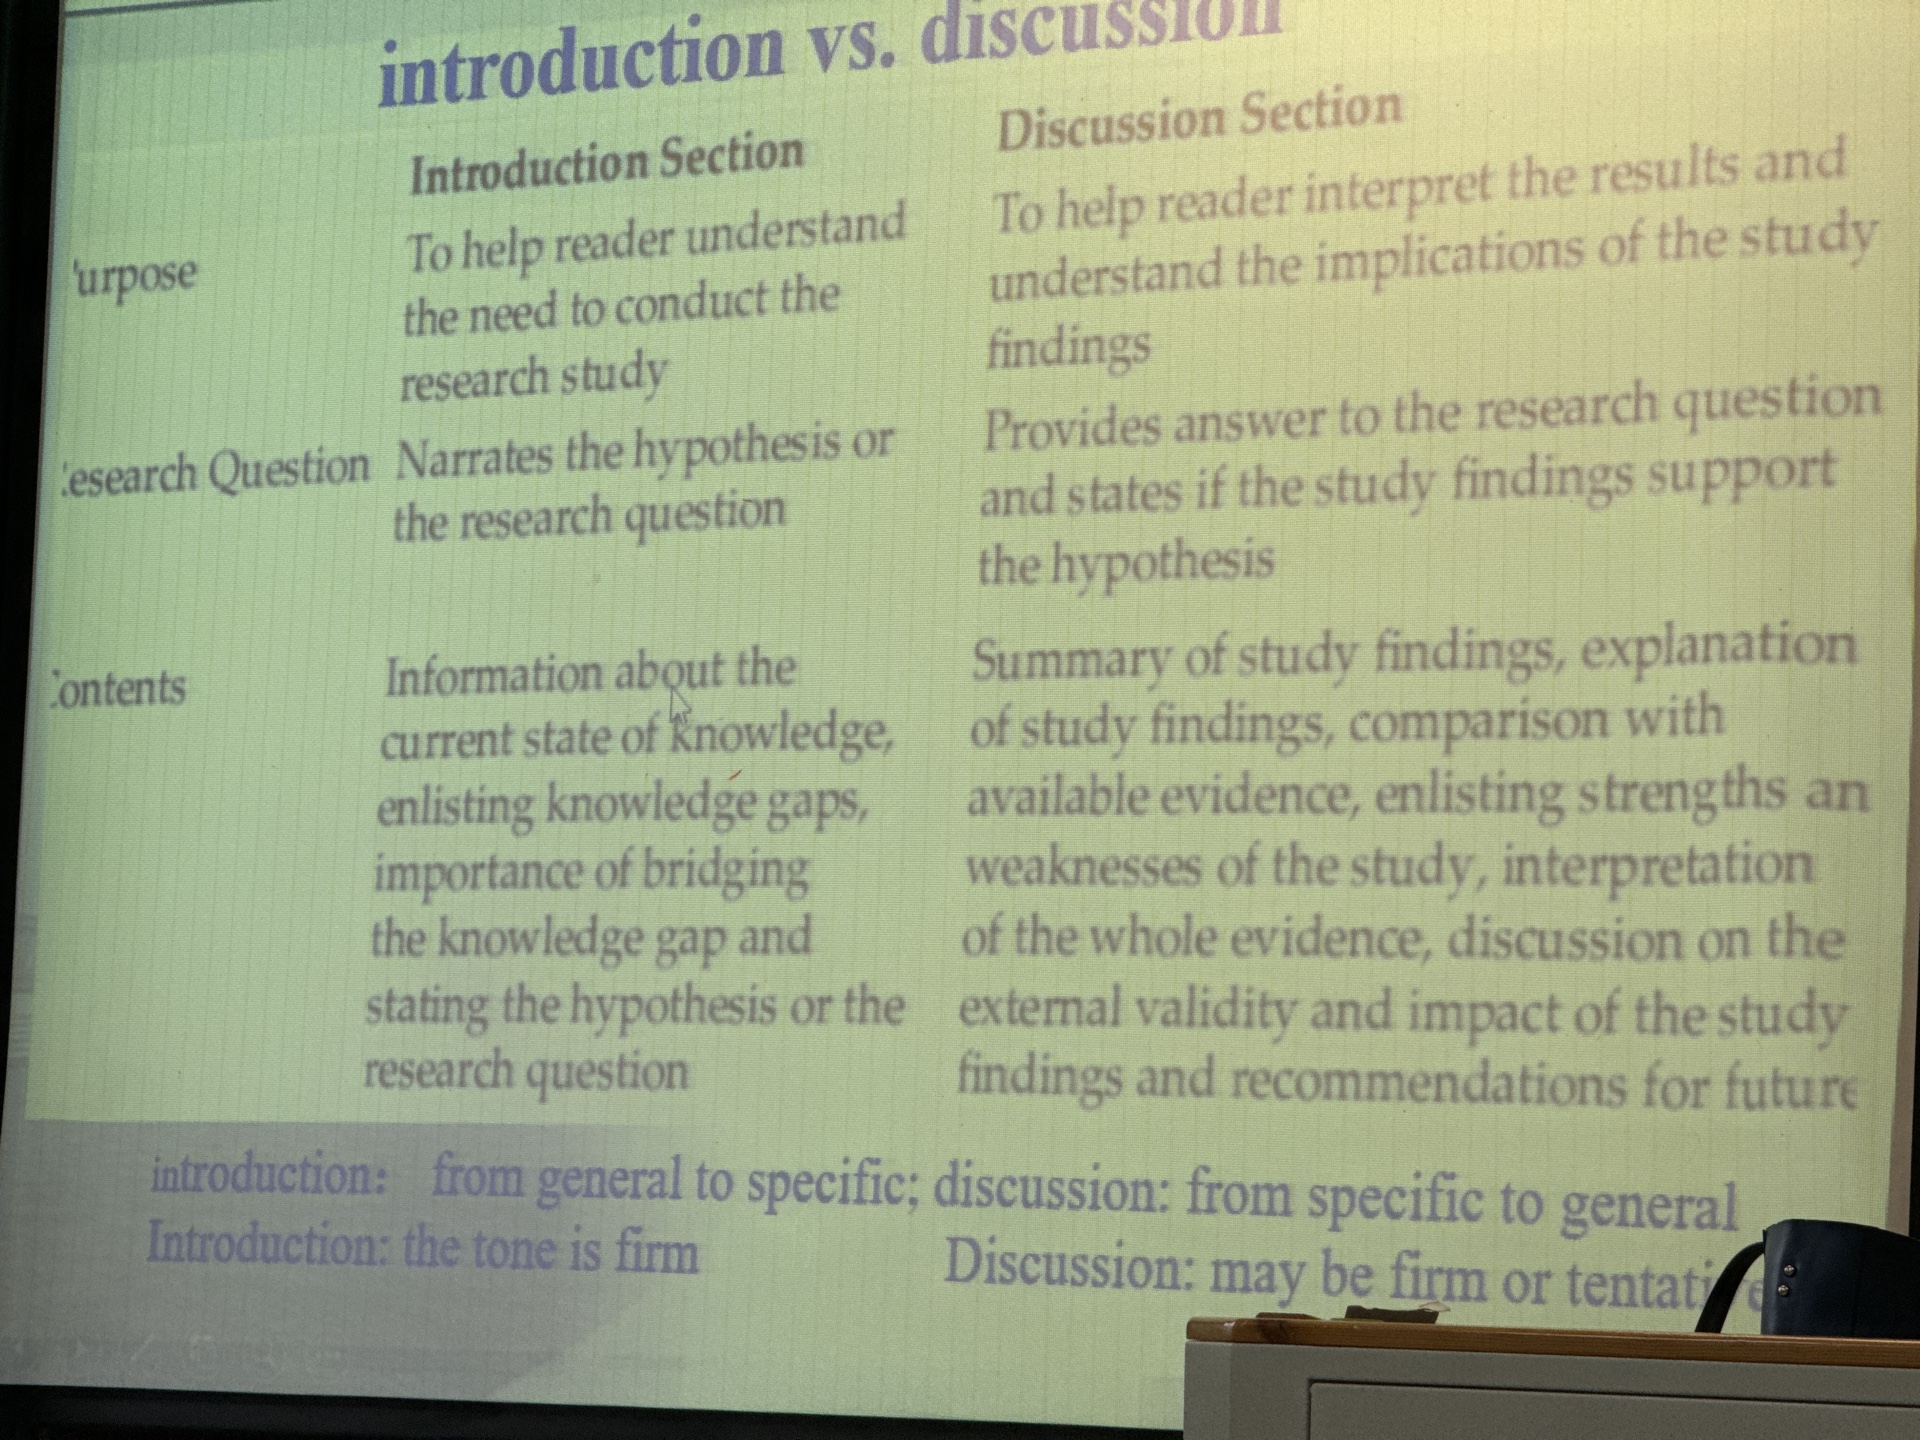 introduction vs. discussion
Introduction Section
Discussion Section
urpose
To help reader understand
the need to conduct the
research study
To help reader interpret the results and
understand the implications of the study
findings
esearch Question
Narrates the hypothesis or
the research question
Provides answer to the research question
and states if the study findings support
the hypothesis
ontents
Information about the
current state of knowledge,
enlisting knowledge gaps,
importance of bridging
the knowledge gap and
stating the hypothesis or the
research question
Summary of study findings, explanation
of study findings, comparison with
available evidence, enlisting strengths an
weaknesses of the study, interpretation
of the whole evidence, discussion on the
external validity and impact of the study
findings and recommendations for future
introduction: from general to specific; discussion: from specific to general
Introduction: the tone is firm
Discussion: may be firm or tentative